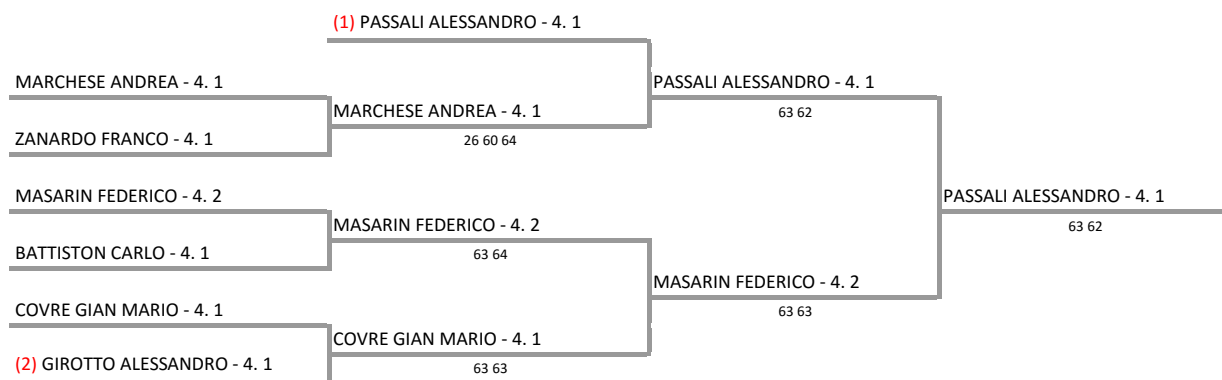 (1) PASSALI ALESSANDRO - 4. 1
MARCHESE ANDREA - 4. 1
PASSALI ALESSANDRO - 4. 1
MARCHESE ANDREA - 4. 1
63 62
ZANARDO FRANCO - 4. 1
26 60 64
MASARIN FEDERICO - 4. 2
PASSALI ALESSANDRO - 4. 1
MASARIN FEDERICO - 4. 2
63 62
BATTISTON CARLO - 4. 1
63 64
MASARIN FEDERICO - 4. 2
COVRE GIAN MARIO - 4. 1
63 63
COVRE GIAN MARIO - 4. 1
(2) GIROTTO ALESSANDRO - 4. 1
63 63